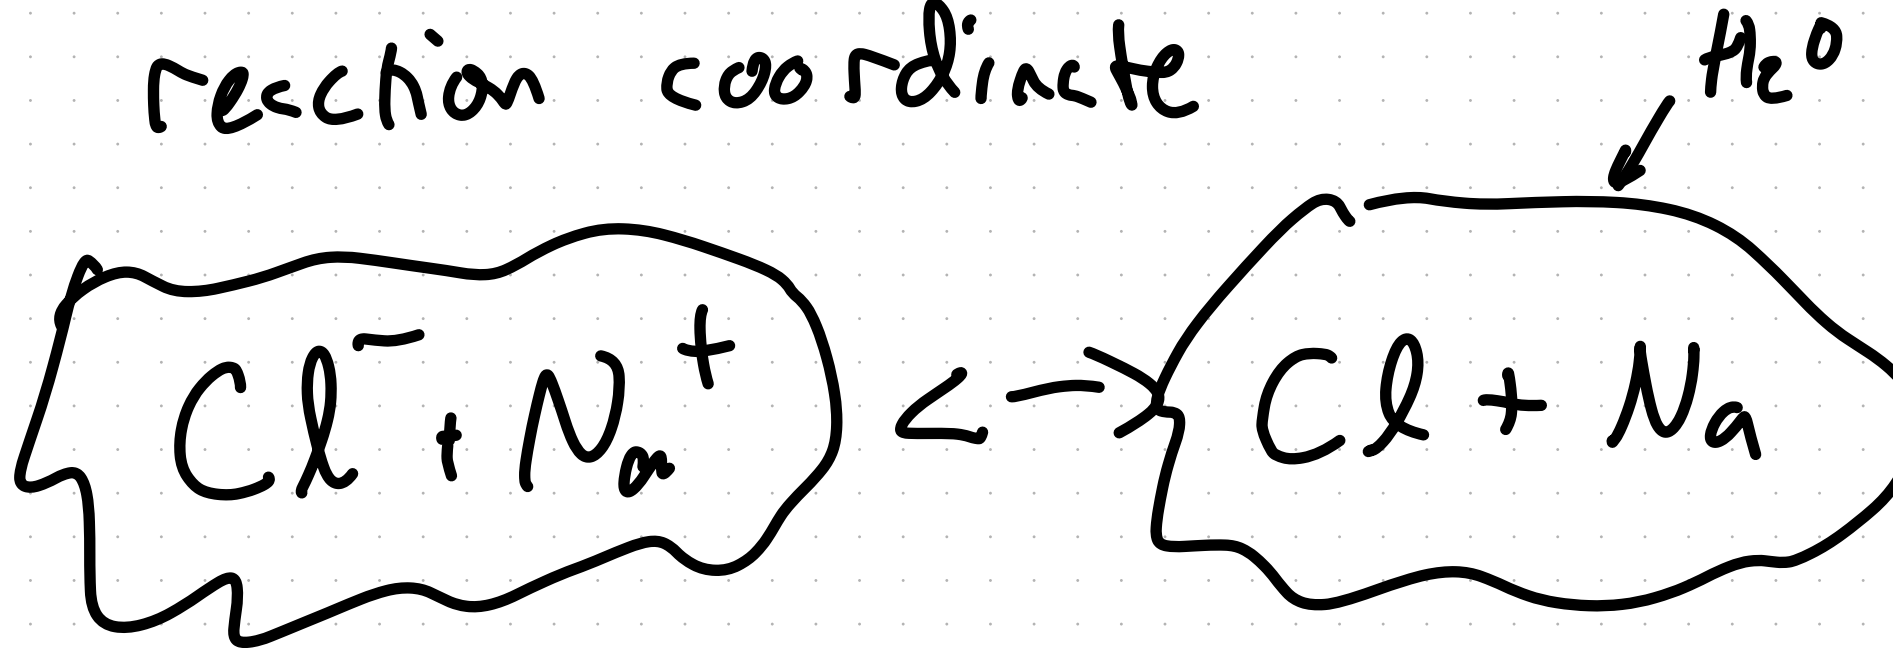 reaction coordinate
H₂O
Cl⁻ + Na⁺ <-> Cl + Na